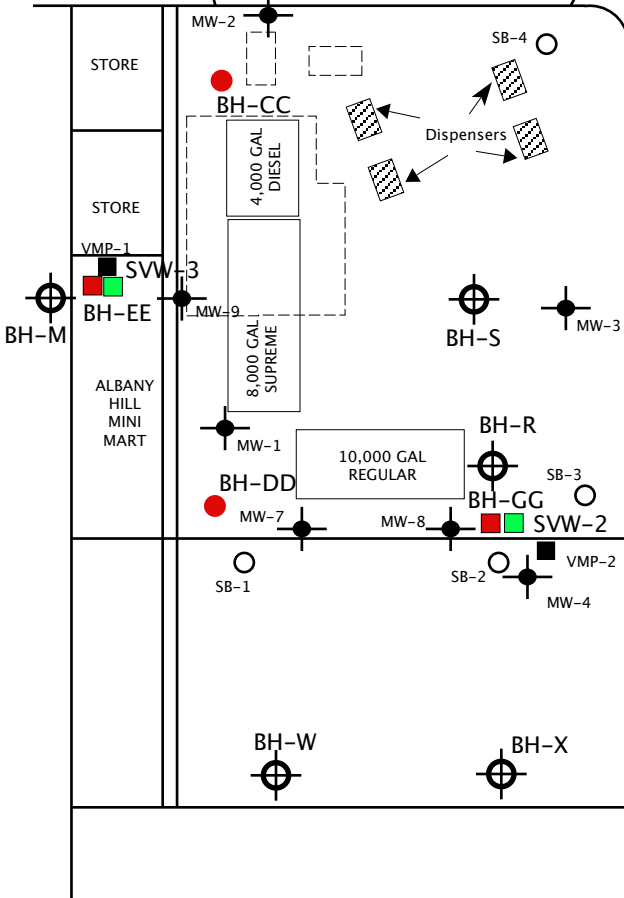 MW-2
SB-4
STORE
BH-CC
Dispensers
4,000 GAL
DIESEL
STORE
VMP-1
SVW-3
BH-EE
MW-9
BH-M
BH-S
MW-3
8,000 GAL
SUPREME
ALBANY
HILL
MINI
MART
MW-1
BH-R
10,000 GAL
REGULAR
SB-3
BH-DD
BH-GG
MW-7
MW-8
SVW-2
VMP-2
SB-1
SB-2
MW-4
BH-W
BH-X